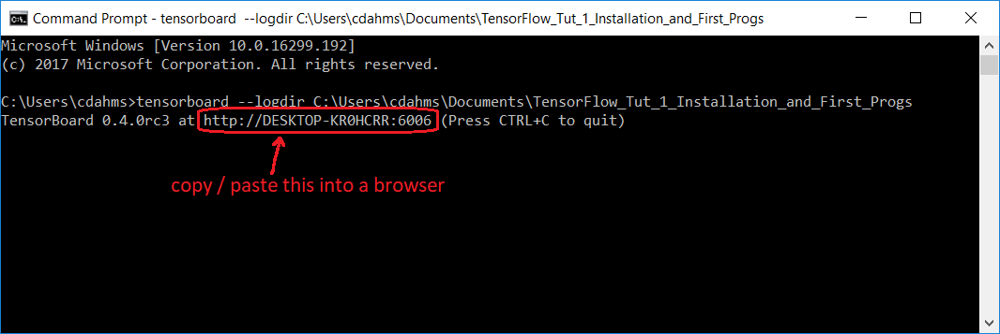 Command Prompt - tensorboard  --logdir C:\Users\cdahms\Documents\TensorFlow_Tut_1_Installation_and_First_Progs
Microsoft Windows [Version 10.0.16299.192]
(c) 2017 Microsoft Corporation. All rights reserved.
C:\Users\cdahms>tensorboard --logdir C:\Users\cdahms\Documents\TensorFlow_Tut_1_Installation_and_First_Progs
TensorBoard 0.4.0rc3 at http://DESKTOP-KR0HCRR:6006 (Press CTRL+C to quit)
copy / paste this into a browser